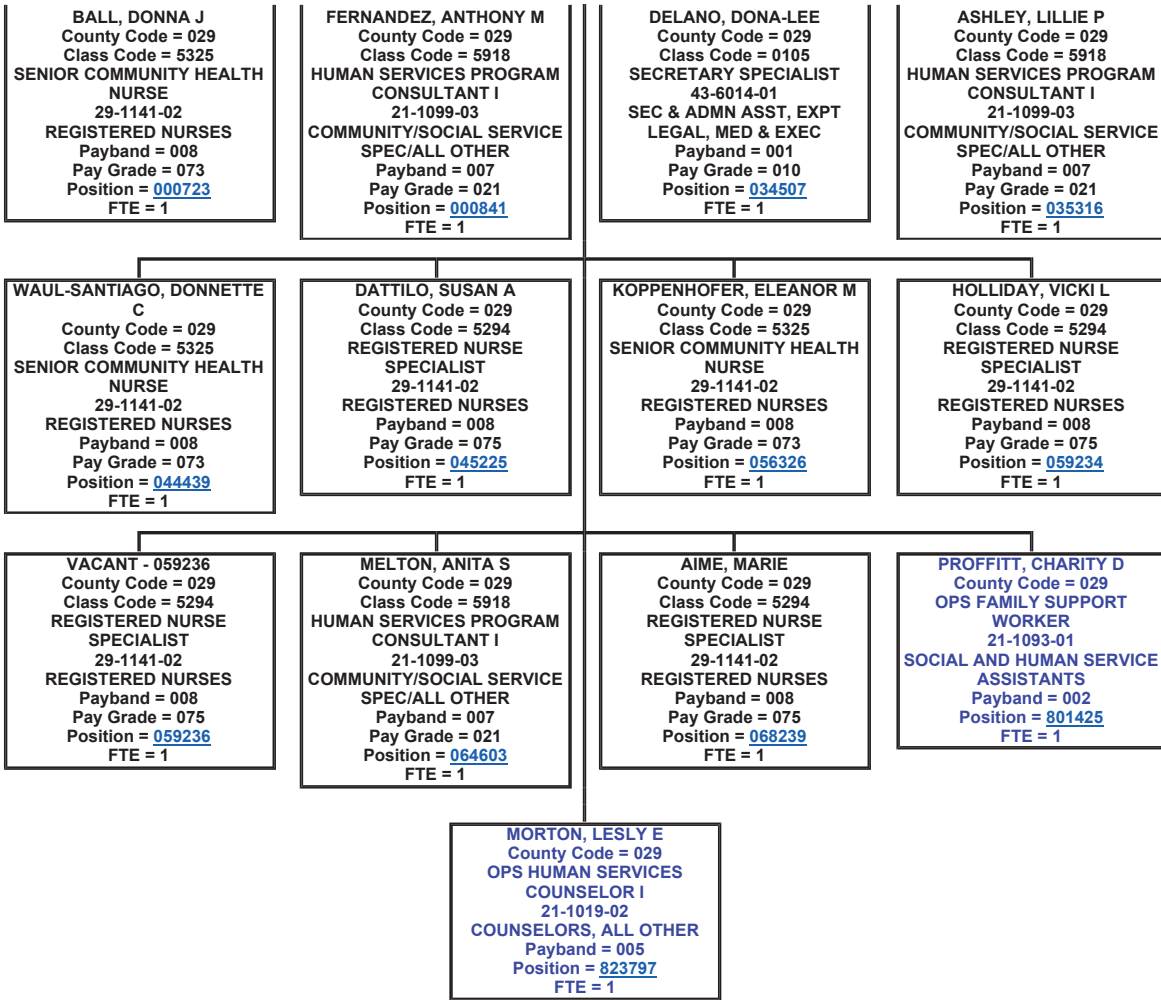 BALL, DONNA J
County Code = 029
Class Code = 5325
SENIOR COMMUNITY HEALTH
NURSE
29-1141-02
REGISTERED NURSES
Payband = 008
Pay Grade = 073
Position = 000723
FTE = 1
FERNANDEZ, ANTHONY M
County Code = 029
Class Code = 5918
HUMAN SERVICES PROGRAM
CONSULTANT I
21-1099-03
COMMUNITY/SOCIAL SERVICE
SPEC/ALL OTHER
Payband = 007
Pay Grade = 021
Position = 000841
FTE = 1
DELANO, DONA-LEE
County Code = 029
Class Code = 0105
SECRETARY SPECIALIST
43-6014-01
SEC & ADMN ASST, EXPT
LEGAL, MED & EXEC
Payband = 001
Pay Grade = 010
Position = 034507
FTE = 1
ASHLEY, LILLIE P
County Code = 029
Class Code = 5918
HUMAN SERVICES PROGRAM
CONSULTANT I
21-1099-03
COMMUNITY/SOCIAL SERVICE
SPEC/ALL OTHER
Payband = 007
Pay Grade = 021
Position = 035316
FTE = 1
WAUL-SANTIAGO, DONNETTE
C
County Code = 029
Class Code = 5325
SENIOR COMMUNITY HEALTH
NURSE
29-1141-02
REGISTERED NURSES
Payband = 008
Pay Grade = 073
Position = 044439
FTE = 1
DATTILO, SUSAN A
County Code = 029
Class Code = 5294
REGISTERED NURSE
SPECIALIST
29-1141-02
REGISTERED NURSES
Payband = 008
Pay Grade = 075
Position = 045225
FTE = 1
KOPPENHOFER, ELEANOR M
County Code = 029
Class Code = 5325
SENIOR COMMUNITY HEALTH
NURSE
29-1141-02
REGISTERED NURSES
Payband = 008
Pay Grade = 073
Position = 056326
FTE = 1
HOLLIDAY, VICKI L
County Code = 029
Class Code = 5294
REGISTERED NURSE
SPECIALIST
29-1141-02
REGISTERED NURSES
Payband = 008
Pay Grade = 075
Position = 059234
FTE = 1
VACANT - 059236
County Code = 029
Class Code = 5294
REGISTERED NURSE
SPECIALIST
29-1141-02
REGISTERED NURSES
Payband = 008
Pay Grade = 075
Position = 059236
FTE = 1
MELTON, ANITA S
County Code = 029
Class Code = 5918
HUMAN SERVICES PROGRAM
CONSULTANT I
21-1099-03
COMMUNITY/SOCIAL SERVICE
SPEC/ALL OTHER
Payband = 007
Pay Grade = 021
Position = 064603
FTE = 1
AIME, MARIE
County Code = 029
Class Code = 5294
REGISTERED NURSE
SPECIALIST
29-1141-02
REGISTERED NURSES
Payband = 008
Pay Grade = 075
Position = 068239
FTE = 1
PROFFITT, CHARITY D
County Code = 029
OPS FAMILY SUPPORT
WORKER
21-1093-01
SOCIAL AND HUMAN SERVICE
ASSISTANTS
Payband = 002
Position = 801425
FTE = 1
MORTON, LESLY E
County Code = 029
OPS HUMAN SERVICES
COUNSELOR I
21-1019-02
COUNSELORS, ALL OTHER
Payband = 005
Position = 823797
FTE = 1